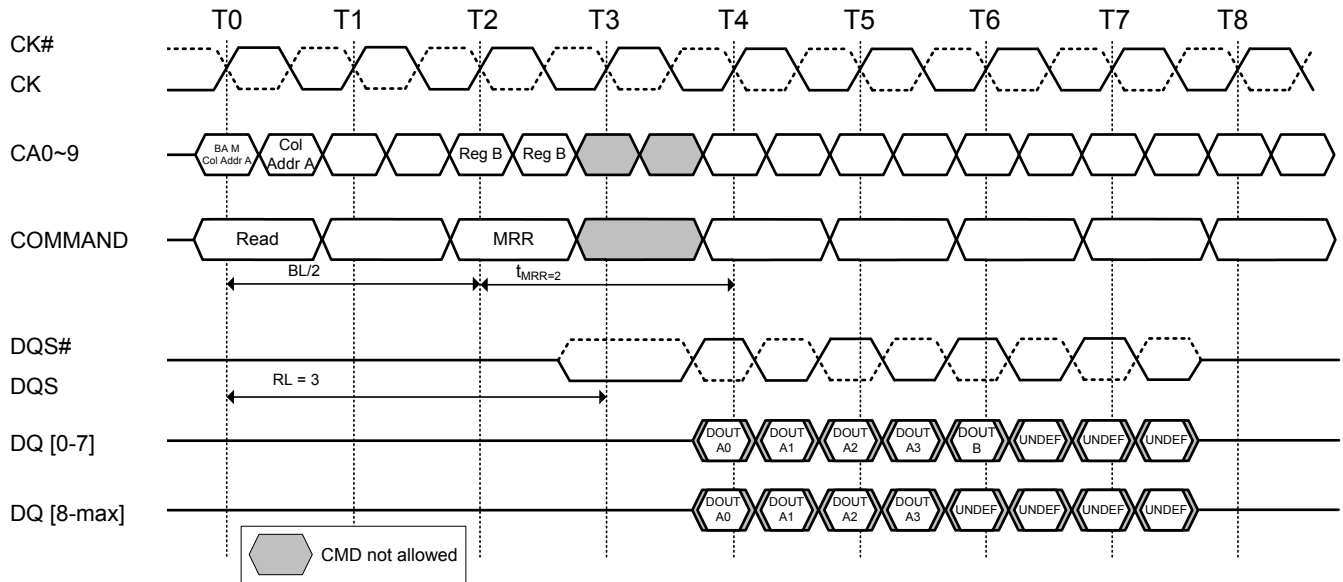 T0 T1 T2 T3 T4 T5 T6 T7 T8
CK#
CK
CA0~9
BA M
Col Addr A
Col
Addr A
Reg B
Reg B
COMMAND
Read
MRR
BL/2
tMRR=2
DQS#
DQS
RL = 3
DQ [0-7]
DOUT
A0
DOUT
A1
DOUT
A2
DOUT
A3
DOUT
B
UNDEF
UNDEF
UNDEF
DQ [8-max]
DOUT
A0
DOUT
A1
DOUT
A2
DOUT
A3
UNDEF
UNDEF
UNDEF
UNDEF
CMD not allowed